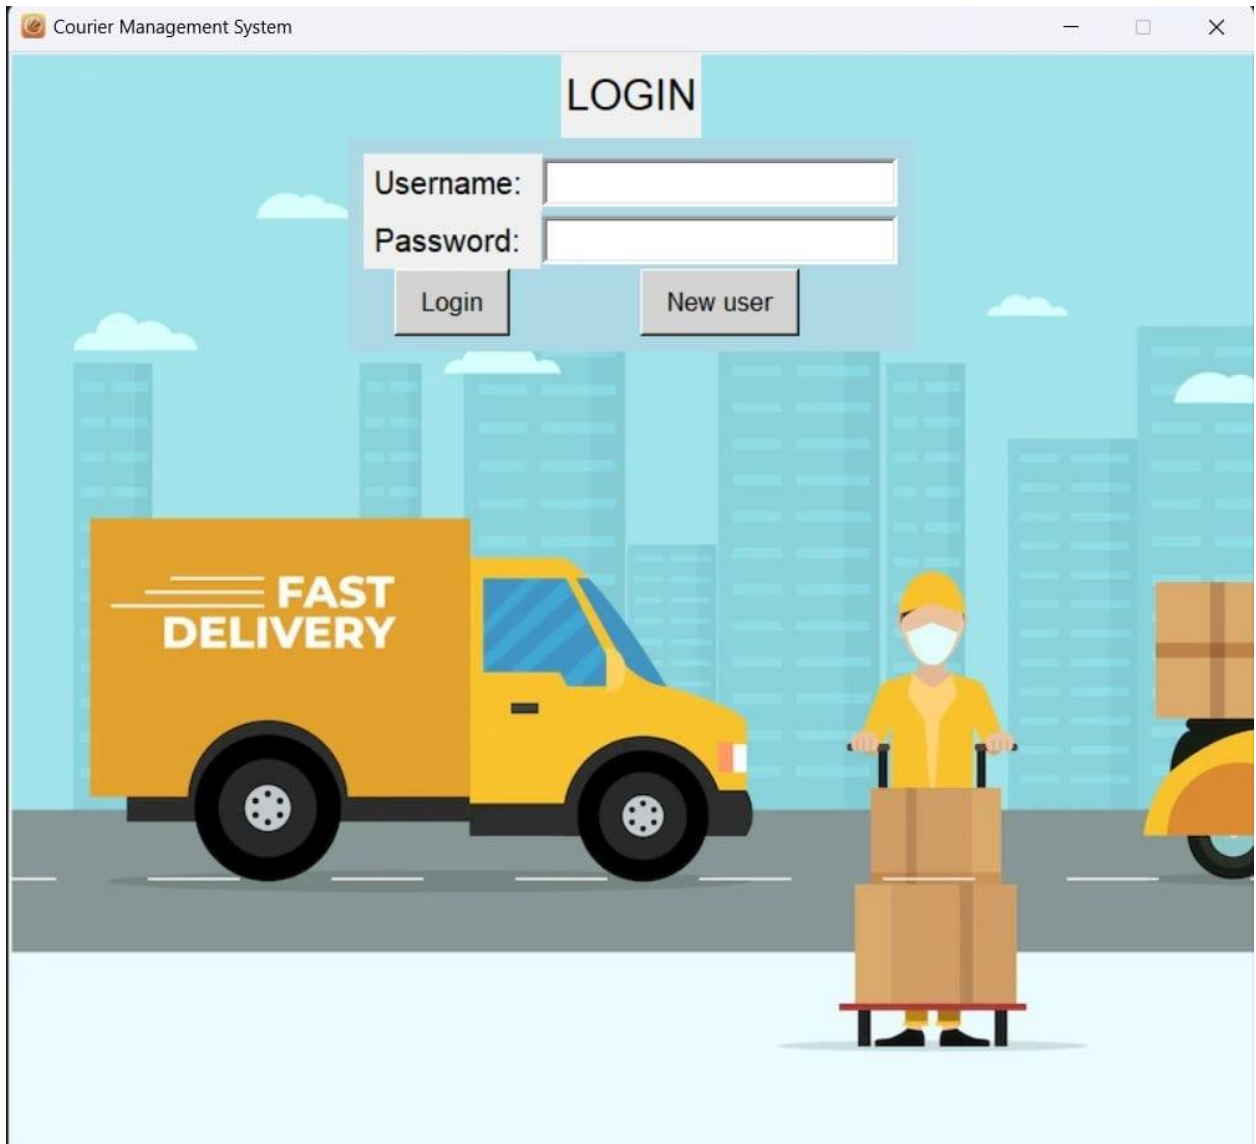 Courier Management System
LOGIN
Username:
Password:
Login New user
FAST
DELIVERY